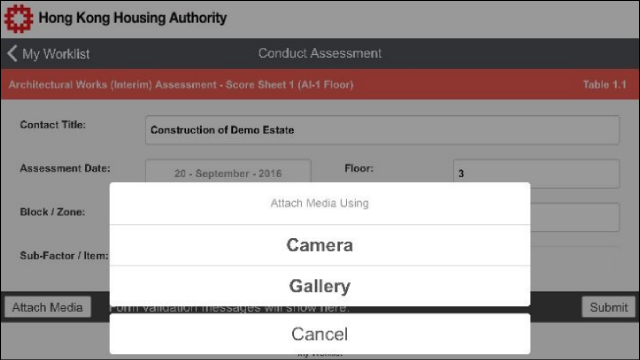 Hong Kong Housing Authority
My Worklist
Conduct Assessment
Architectural Works (Interim) Assessment - Score Sheet 1 (AI-1 Floor) Table 1.1
Contact Title: Construction of Demo Estate
Assessment Date: 20 - September - 2016 Floor: 3
Attach Media Using
Block / Zone:
Camera
Sub-Factor / Item:
Gallery
Attach Media Form validation messages will show here. Submit
Cancel
My Worklist